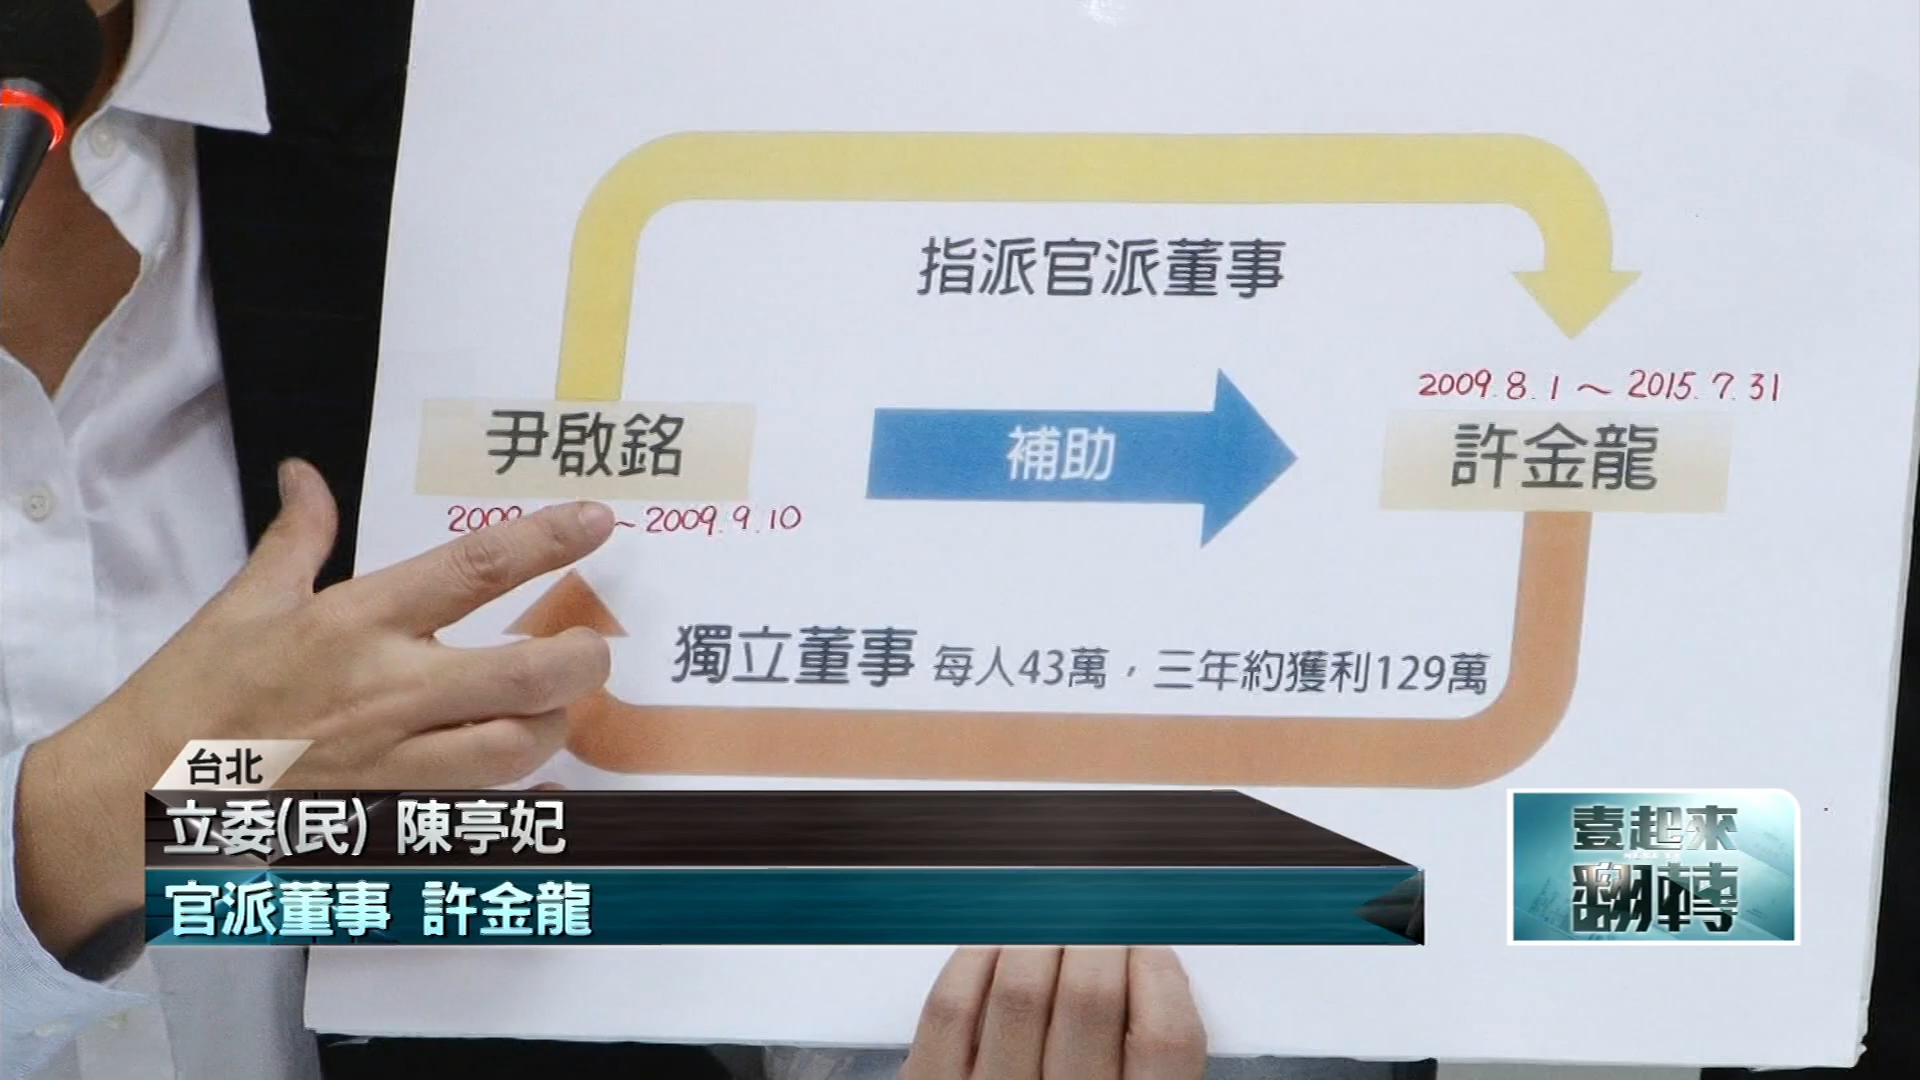 指派官派董事
2009.8.1～2015.7.31
尹啟銘
補助
許金龍
～2009.9.10
獨立董事 每人43萬，三年約獲利129萬
台北
立委(民) 陳亭妃
官派董事 許金龍
壹起來
翻轉